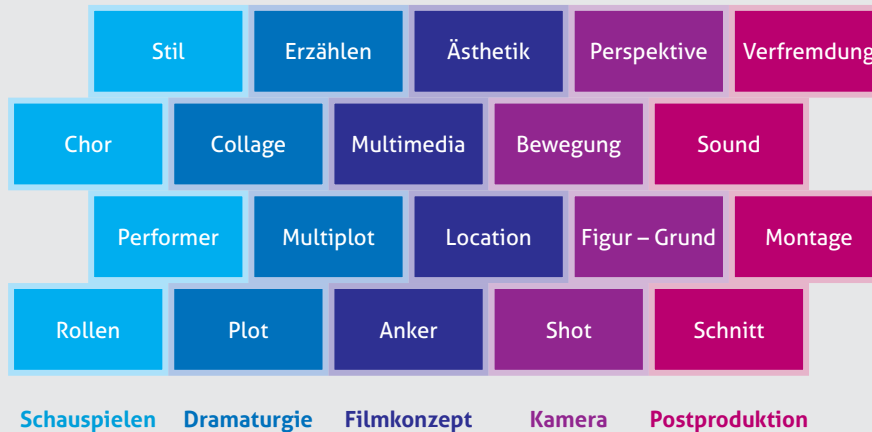 Stil Erzählen Ästhetik Perspektive Verfremdung
Chor Collage Multimedia Bewegung Sound
Performer Multiplot Location Figur – Grund Montage
Rollen Plot Anker Shot Schnitt
Schauspielen Dramaturgie Filmkonzept Kamera Postproduktion